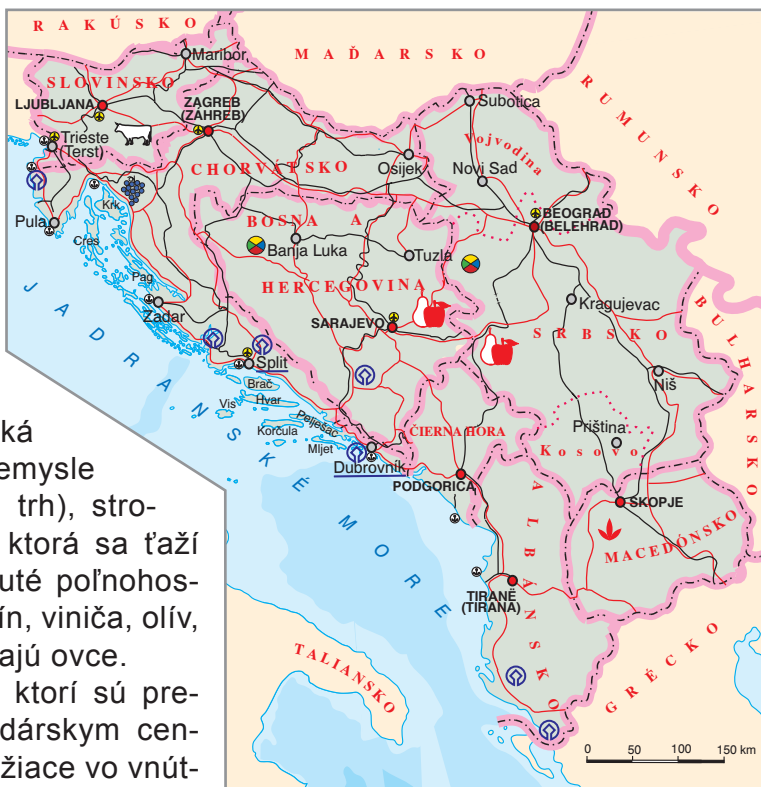 RAKÚSKO
MAĎARSKO
RUMUNSKO
Maribor
SLOVINSKO
LJUBLJANA
ZAGREB
(ZÁHREB)
Subotica
Vojvodina
Trieste
(Terst)
CHORVÁTSKO
Osijek
Novi Sad
Krk
Pula
Cres
BOSNA A
HERCEGOVINA
Banja Luka
Tuzla
BEOGRAD
(BELEHRAD)
Pag
Zadar
SARAJEVO
Kragujevac
SRBSKO
BULHARSKO
JADRANSKÉ MORE
Split
Brač
Vis
Hvar
Korčula
Pelješac
Mljet
Dubrovník
Niš
Priština
Kosovo
ČIERNA HORA
PODGORICA
SKOPJE
MACEDÓNSKO
ALBÁNSKO
TIRANË
(TIRANA)
TALIANSKO
GRÉCKO
0 50 100 150 km
ká
emysle
trh), stro-
ktorá sa ťaží
uté poľnohos-
ín, viniča, olív,
ajú ovce.
ktorí sú pre-
dárskym cen-
žiace vo vnút-